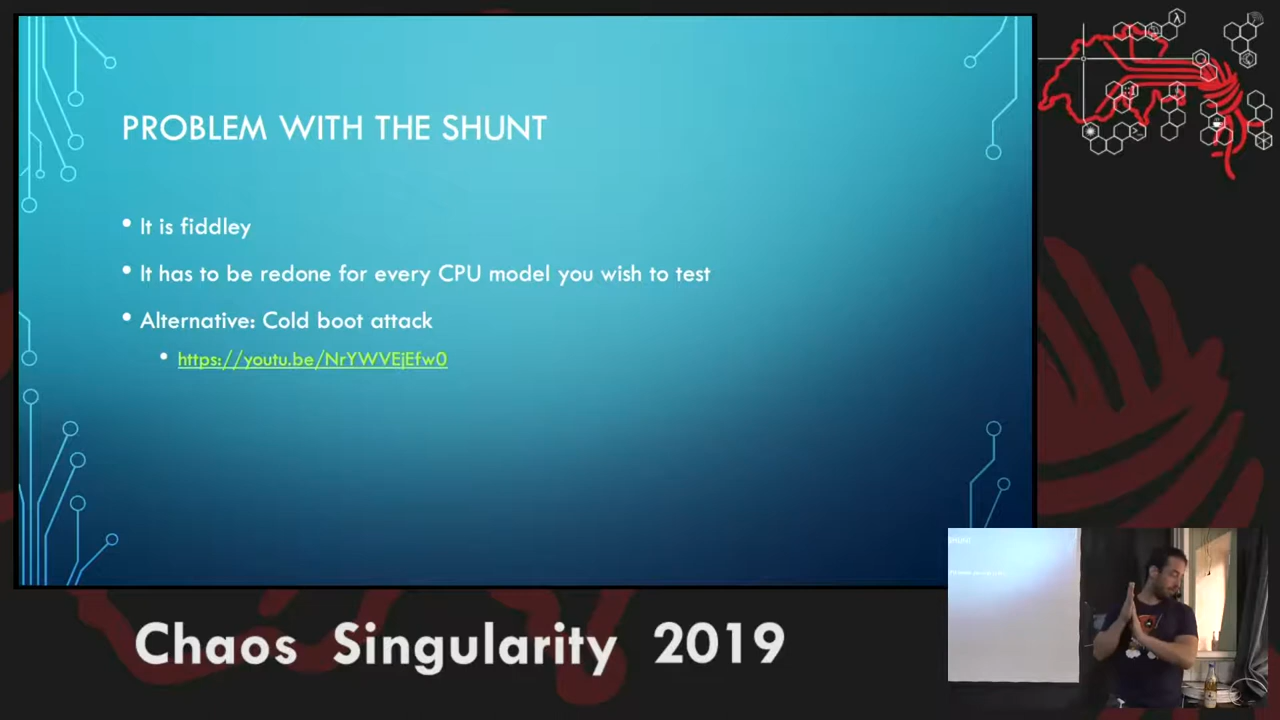 PROBLEM WITH THE SHUNT
• It is fiddley
• It has to be redone for every CPU model you wish to test
• Alternative: Cold boot attack
• https://youtu.be/NrYWVEjEfw0
Chaos Singularity 2019